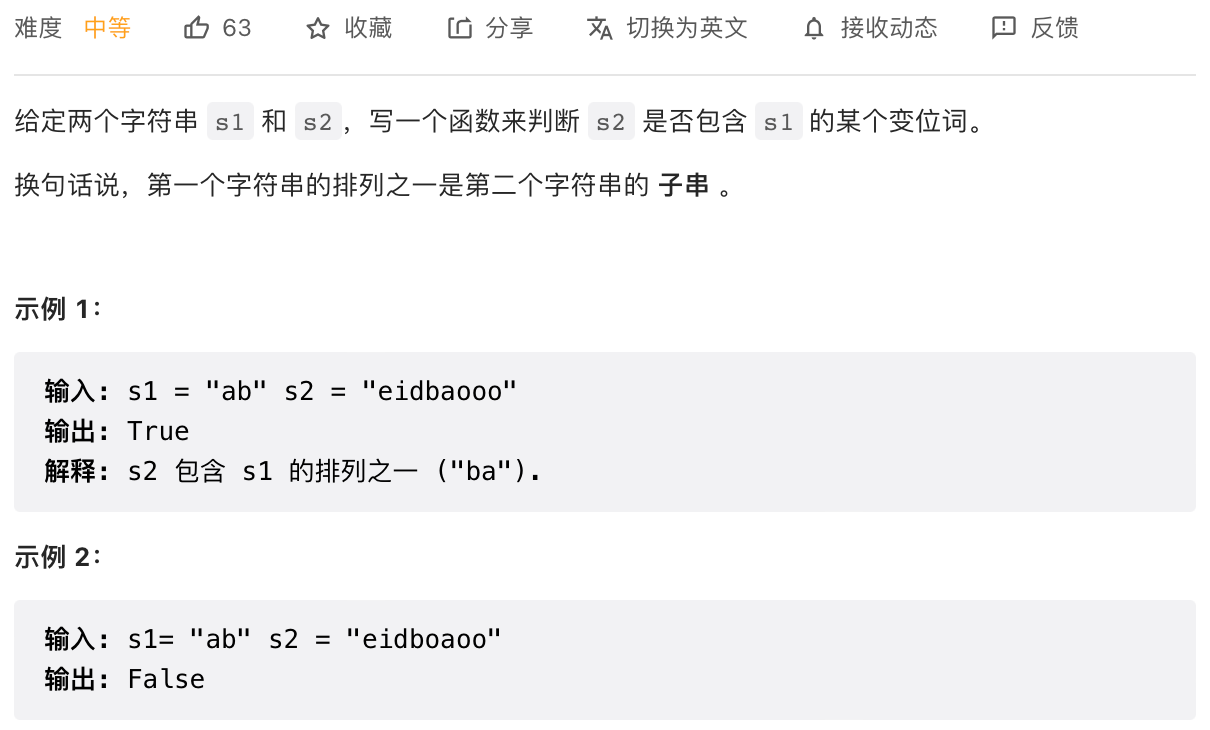 难度 中等 63 收藏 分享 切换为英文 接收动态 反馈
给定两个字符串 s1 和 s2，写一个函数来判断 s2 是否包含 s1 的某个变位词。
换句话说，第一个字符串的排列之一是第二个字符串的 子串 。
示例 1：
输入: s1 = "ab" s2 = "eidbaooo"
输出: True
解释: s2 包含 s1 的排列之一 ("ba").
示例 2：
输入: s1= "ab" s2 = "eidboaoo"
输出: False